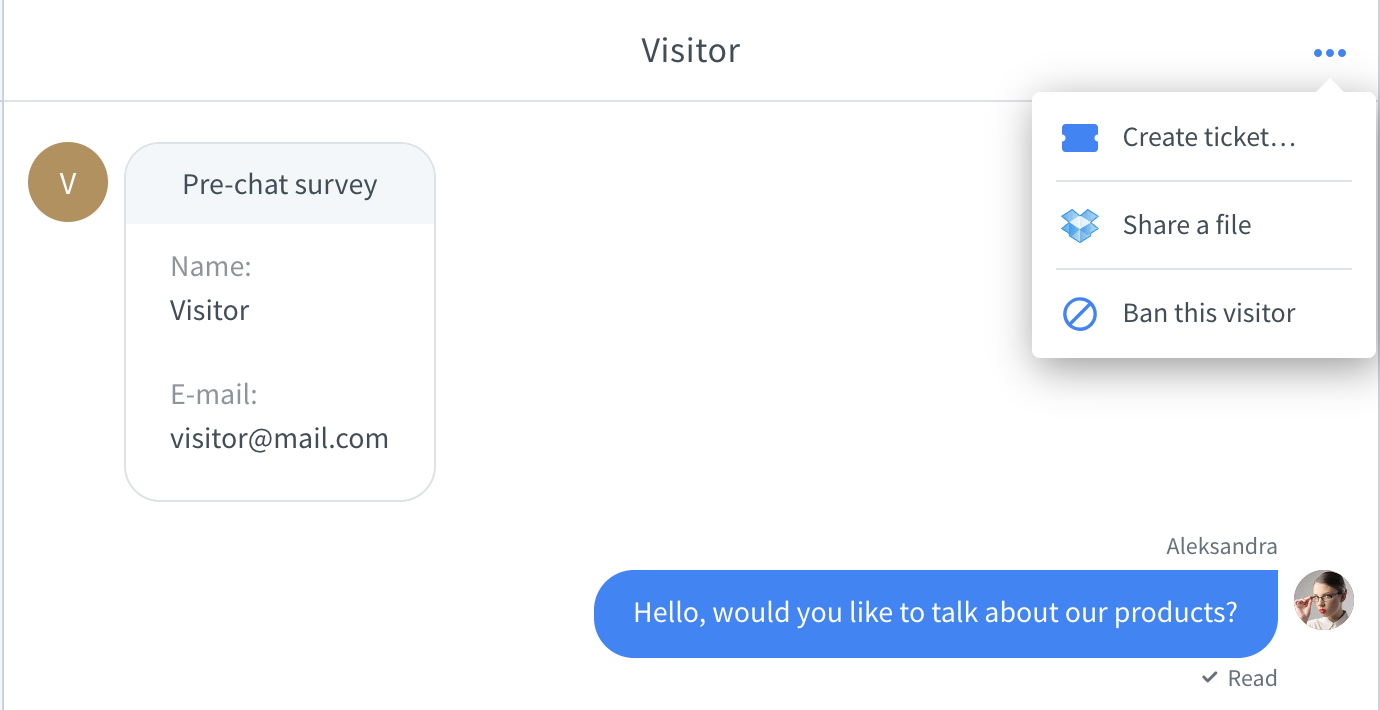 Visitor
Create ticket…
Share a file
Ban this visitor
V
Pre-chat survey
Name:
Visitor
E-mail:
visitor@mail.com
Aleksandra
Hello, would you like to talk about our products?
Read